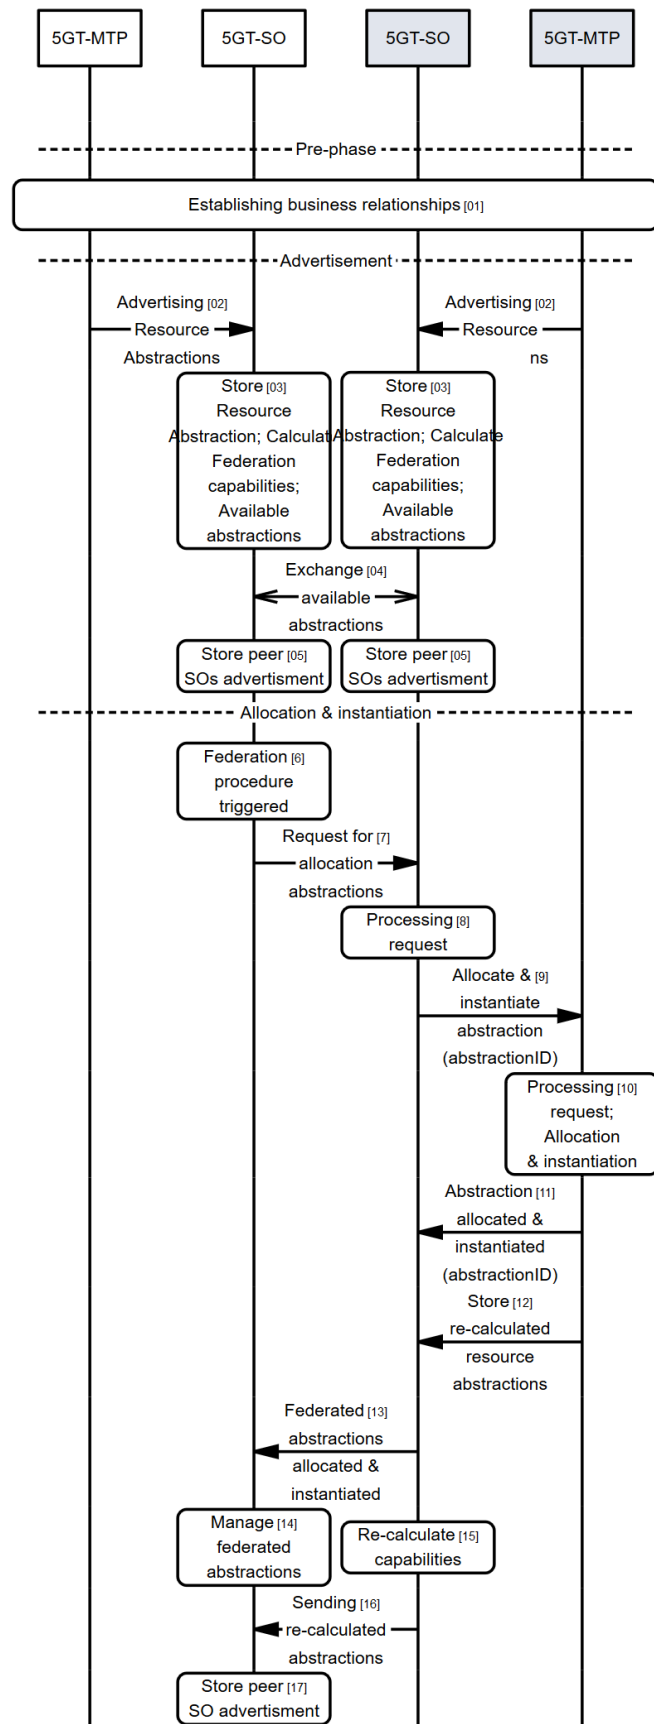 5GT-MTP
5GT-SO
5GT-SO
5GT-MTP
Pre-phase
Establishing business relationships [01]
Advertisement
Advertising [02]
Resource
Abstractions
Advertising [02]
Resource
ns
Store [03]
Resource
Abstraction; Calculat
Federation
capabilities;
Available
abstractions
Store [03]
Resource
Abstraction; Calculate
Federation
capabilities;
Available
abstractions
Exchange [04]
available
abstractions
Store peer [05]
SOs advertisment
Store peer [05]
SOs advertisment
Allocation & instantiation
Federation [6]
procedure
triggered
Request for [7]
allocation
abstractions
Processing [8]
request
Allocate & [9]
instantiate
abstraction
(abstractionID)
Processing [10]
request;
Allocation
& instantiation
Abstraction [11]
allocated &
instantiated
(abstractionID)
Store [12]
re-calculated
resource
abstractions
Federated [13]
abstractions
allocated &
instantiated
Manage [14]
federated
abstractions
Re-calculate [15]
capabilities
Sending [16]
re-calculated
abstractions
Store peer [17]
SO advertisment